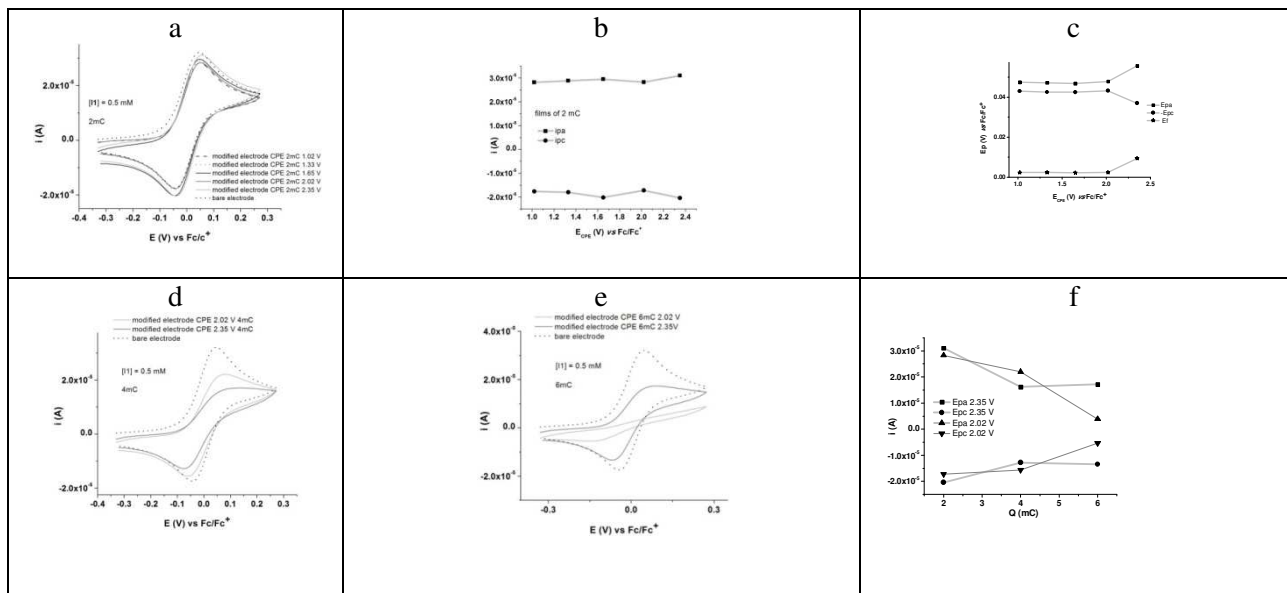 a
2.0x10⁻⁵
0.0
-2.0x10⁻⁵
i (A)
[I1] = 0.5 mM
2mC
modified electrode CPE 2mC 1.02 V
modified electrode CPE 2mC 1.33 V
modified electrode CPE 2mC 1.65 V
modified electrode CPE 2mC 2.02 V
modified electrode CPE 2mC 2.35 V
bare electrode
-0.4 -0.3 -0.2 -0.1 0.0 0.1 0.2 0.3
E (V) vs Fc/c⁺
b
3.0x10⁻⁵
2.0x10⁻⁵
1.0x10⁻⁵
0.0
-1.0x10⁻⁵
-2.0x10⁻⁵
i (A)
films of 2 mC
ipa
ipc
1.0 1.2 1.4 1.6 1.8 2.0 2.2 2.4
E_CPE (V) vs Fc/Fc⁺
c
0.04
0.02
0.00
Ep (V) vs Fc/Fc⁺
Epa
-Epc
Ef
1.0 1.5 2.0 2.5
E_CPE (V) vs Fc/Fc⁺
d
modified electrode CPE 2.02 V 4mC
modified electrode CPE 2.35 V 4mC
bare electrode
2.0x10⁻⁵
0.0
-2.0x10⁻⁵
i (A)
[I1] = 0.5 mM
4mC
-0.4 -0.3 -0.2 -0.1 0.0 0.1 0.2 0.3
E (V) vs Fc/Fc⁺
e
modified electrode CPE 6mC 2.02 V
modified electrode CPE 6mC 2.35V
bare electrode
4.0x10⁻⁵
2.0x10⁻⁵
0.0
-2.0x10⁻⁵
i (A)
[I1] = 0.5 mM
6mC
-0.3 0.0 0.3
E (V) vs Fc/Fc⁺
f
3.0x10⁻⁵
2.0x10⁻⁵
1.0x10⁻⁵
0.0
-1.0x10⁻⁵
-2.0x10⁻⁵
i (A)
Epa 2.35 V
Epc 2.35 V
Epa 2.02 V
Epc 2.02 V
2 3 4 5 6
Q (mC)